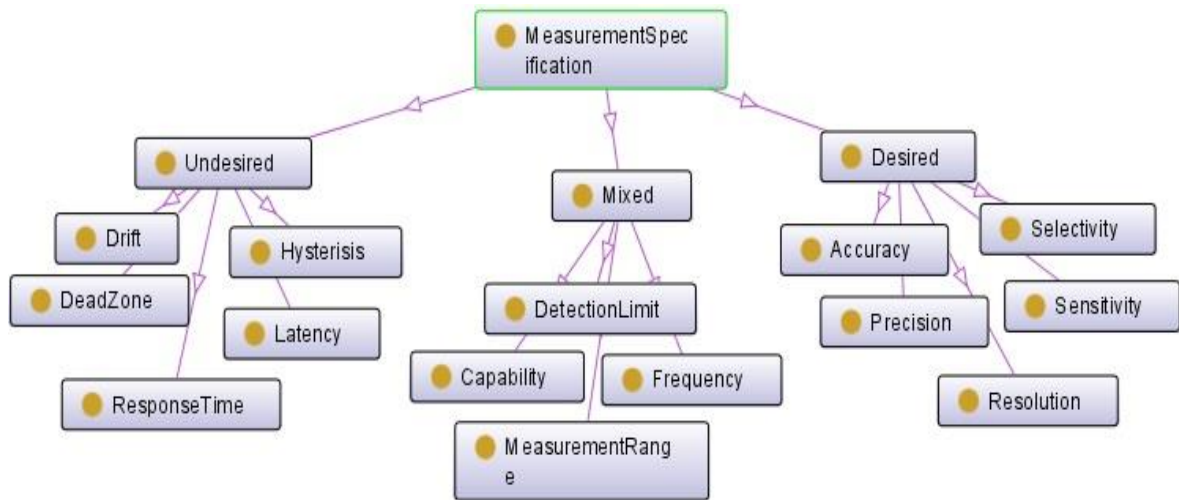 MeasurementSpec
ification
Undesired
Desired
Mixed
Drift
Hysterisis
Accuracy
Selectivity
DeadZone
Latency
DetectionLimit
Precision
Sensitivity
ResponseTime
Capability
Frequency
Resolution
MeasurementRang
e